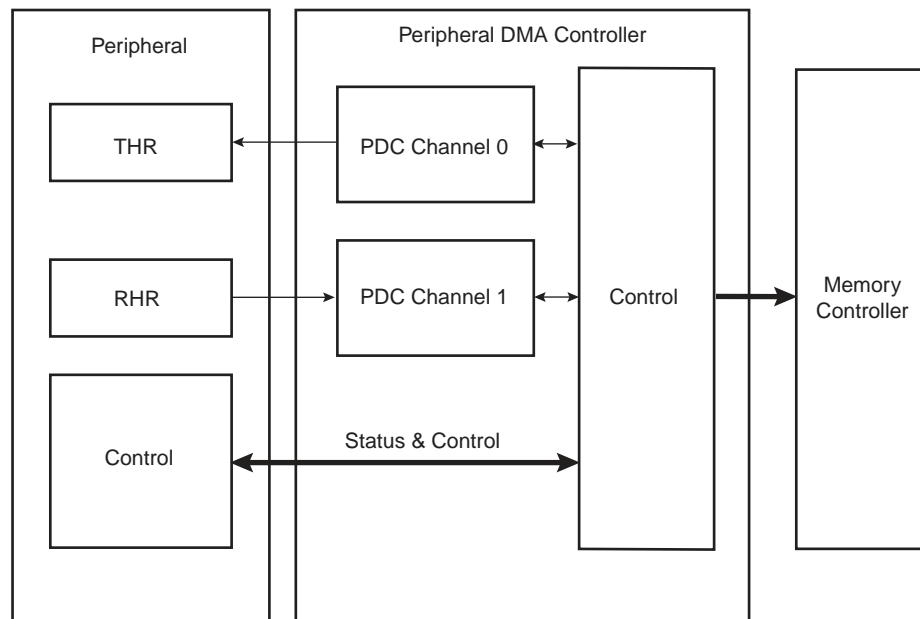 Peripheral
Peripheral DMA Controller
THR
PDC Channel 0
RHR
PDC Channel 1
Control
Memory
Controller
Status & Control
Control